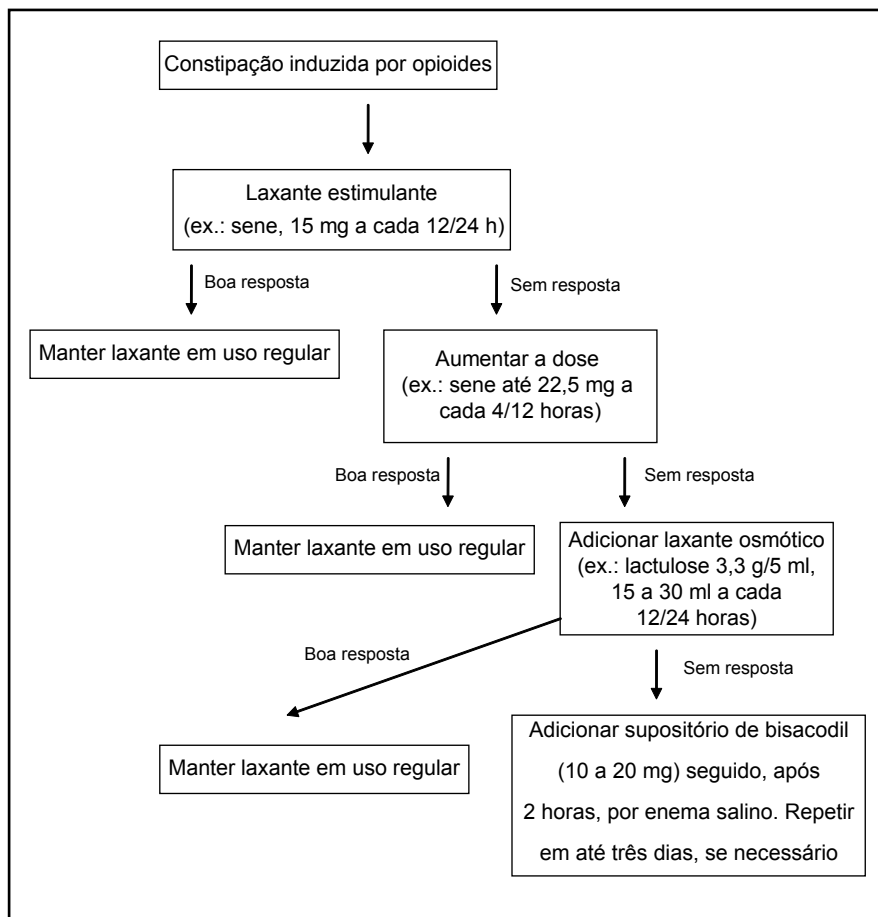 Constipação induzida por opioides
Laxante estimulante
(ex.: sene, 15 mg a cada 12/24 h)
Boa resposta
Sem resposta
Manter laxante em uso regular
Aumentar a dose
(ex.: sene até 22,5 mg a
cada 4/12 horas)
Boa resposta
Sem resposta
Manter laxante em uso regular
Adicionar laxante osmótico
(ex.: lactulose 3,3 g/5 ml,
15 a 30 ml a cada
12/24 horas)
Boa resposta
Sem resposta
Manter laxante em uso regular
Adicionar supositório de bisacodil
(10 a 20 mg) seguido, após
2 horas, por enema salino. Repetir
em até três dias, se necessário